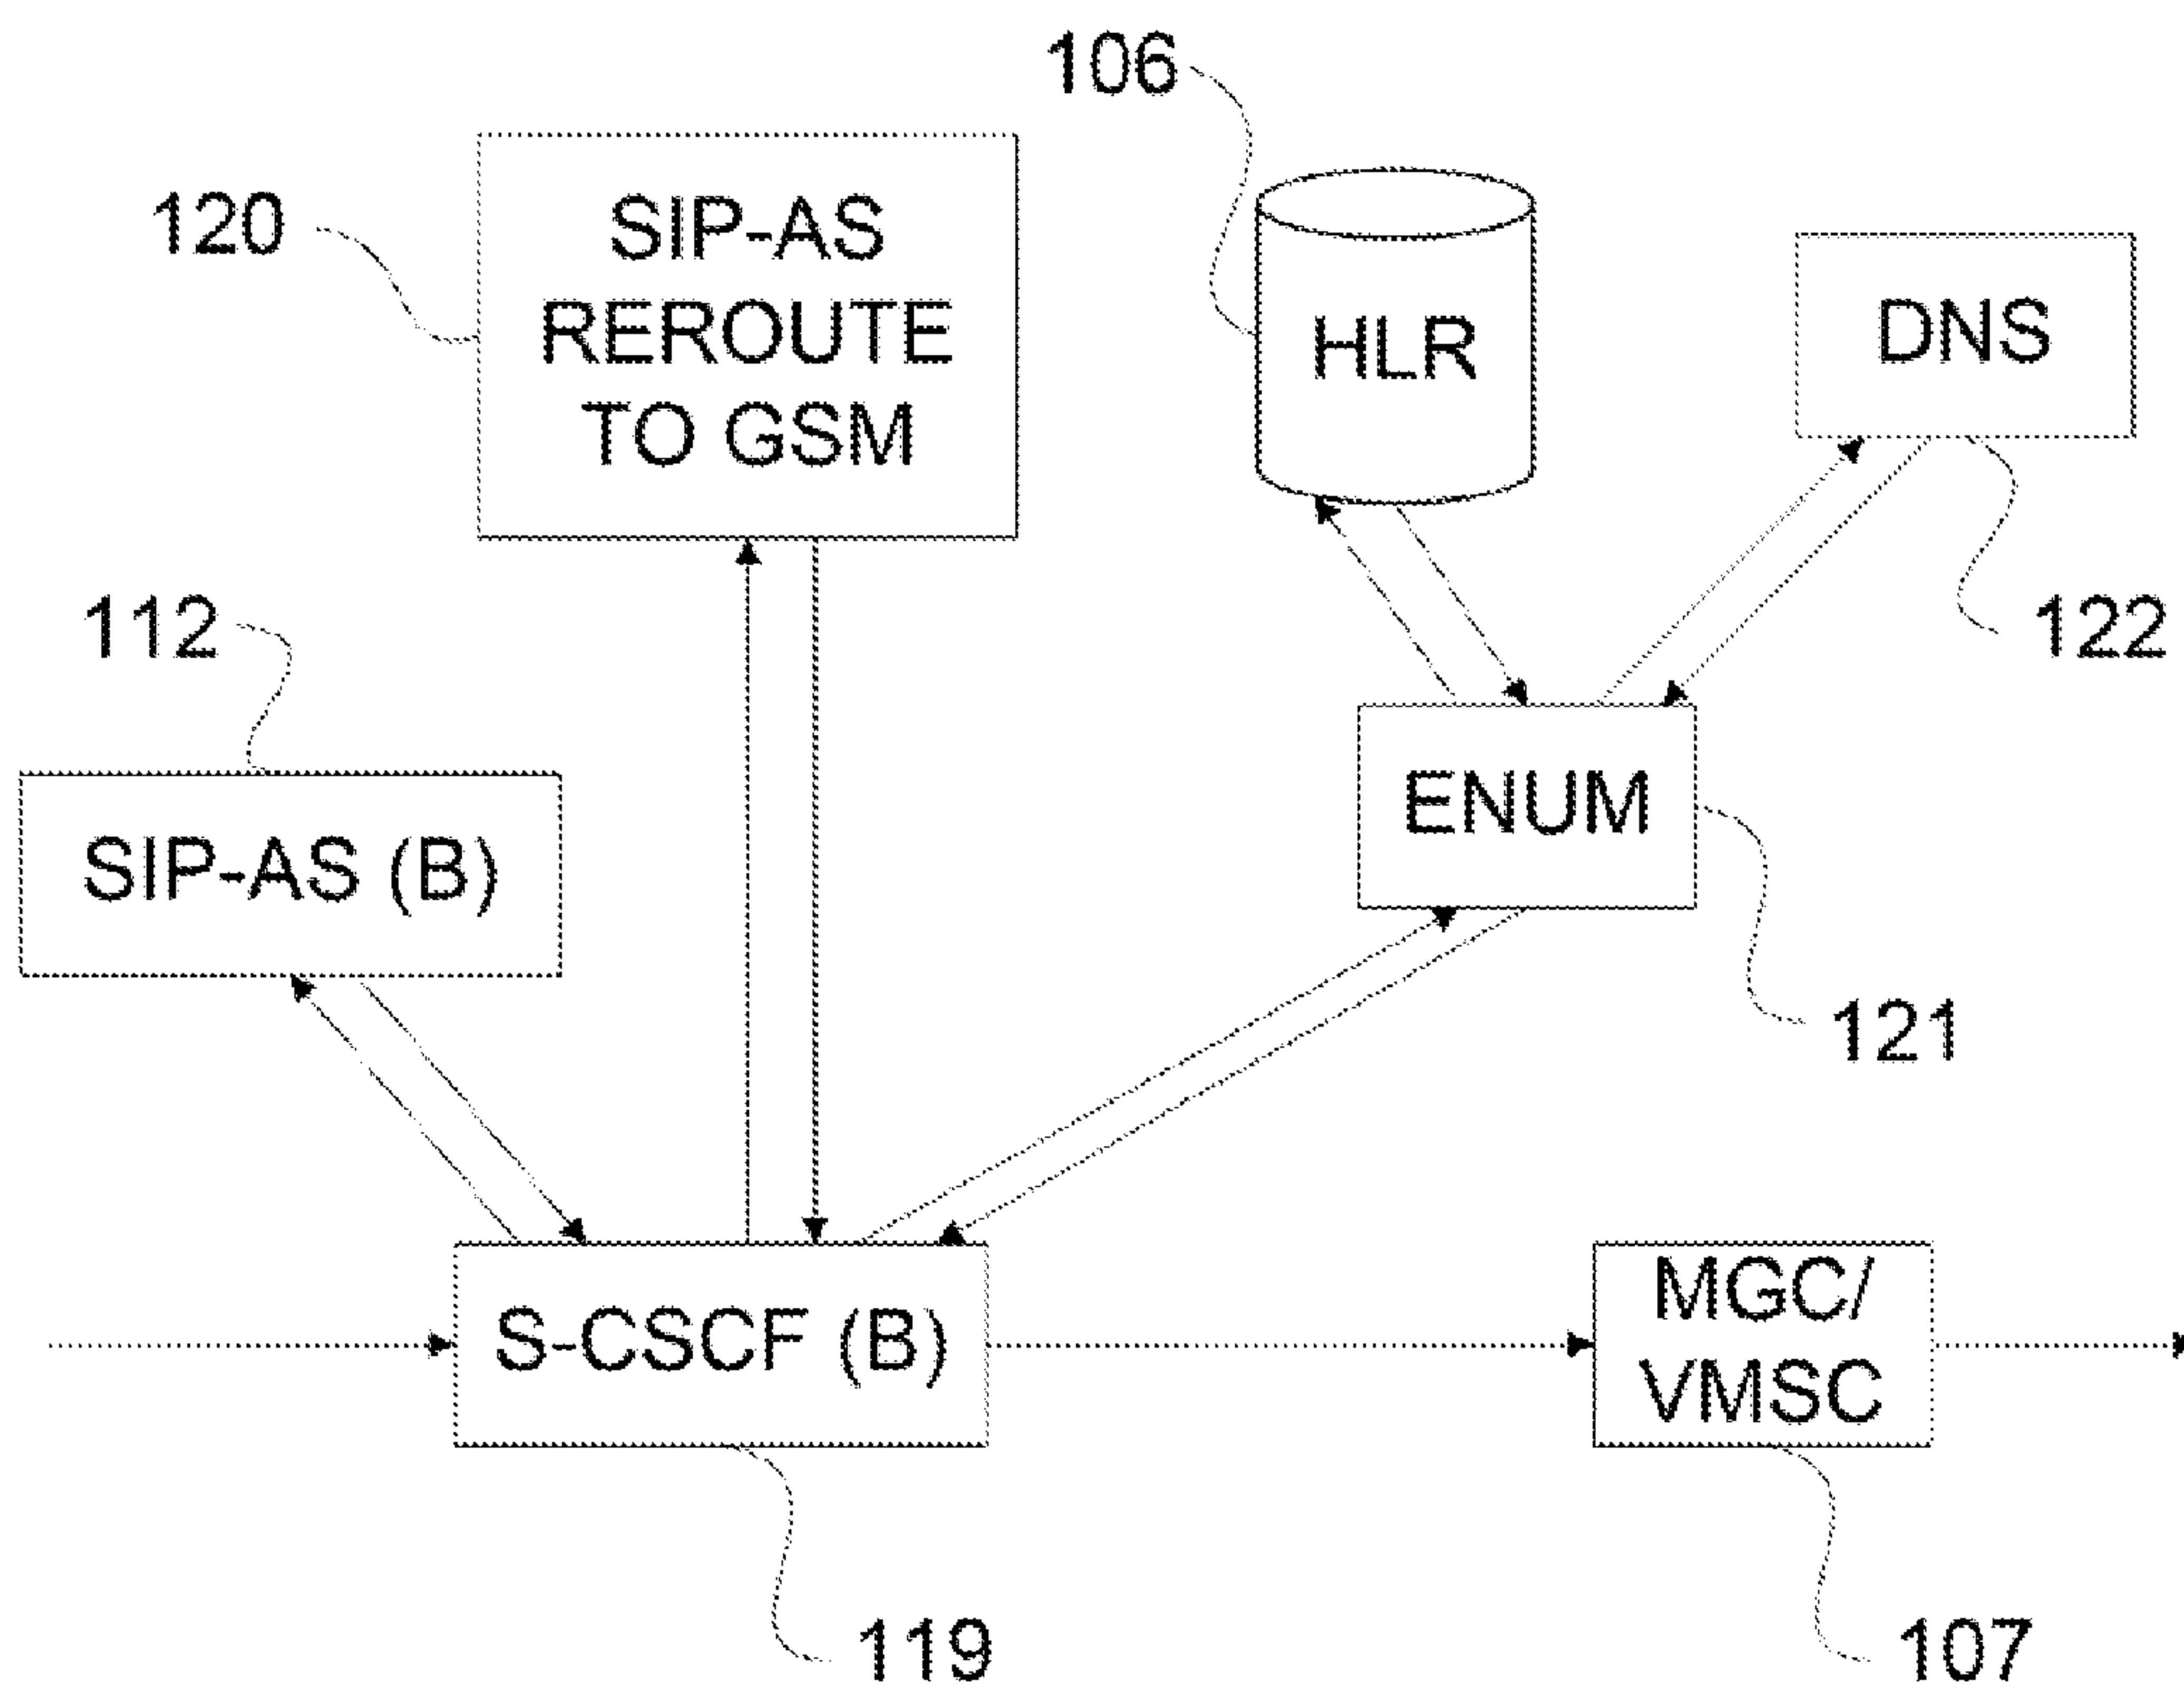 106
120
SIP-AS
REROUTE
TO GSM
HLR
DNS
112
122
SIP-AS (B)
ENUM
121
S-CSCF (B)
MGC/
VMSC
119
107